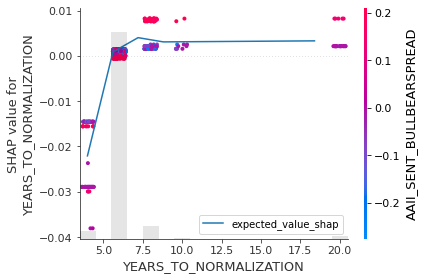 0.01
0.00
−0.01
−0.02
−0.03
−0.04
SHAP value for
YEARS_TO_NORMALIZATION
5.0 7.5 10.0 12.5 15.0 17.5 20.0
YEARS_TO_NORMALIZATION
expected_value_shap
0.2
0.1
0.0
−0.1
−0.2
AAII_SENT_BULLBEARSPREAD